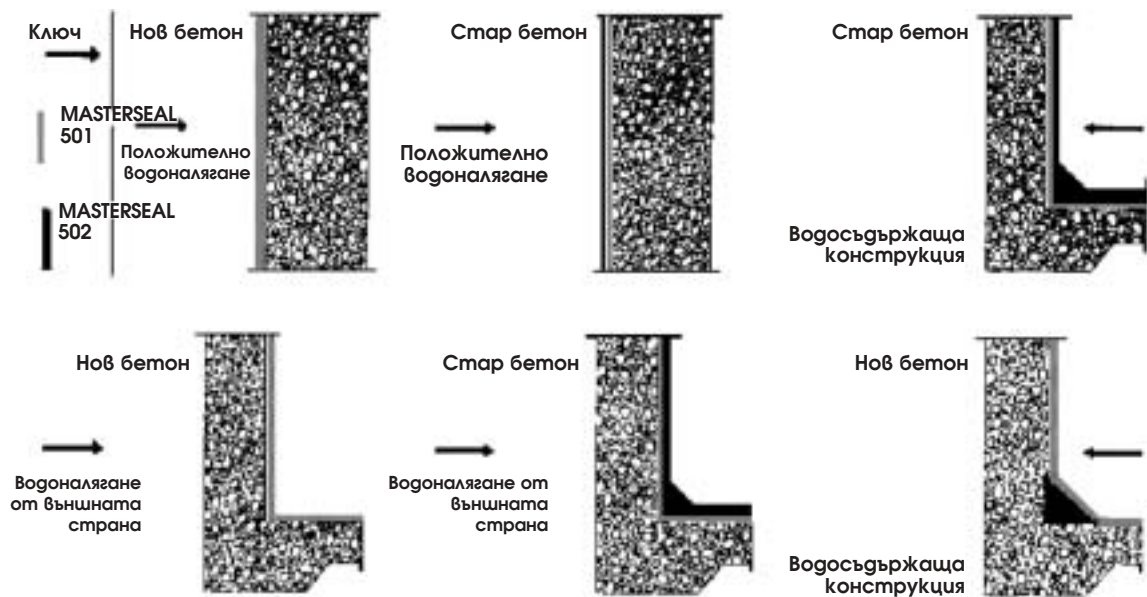 Ключ
Нов бетон
Стар бетон
Стар бетон
MASTERSEAL
501
Положително
водоналягане
Положително
водоналягане
MASTERSEAL
502
Водосъдържаща
конструкция
Нов бетон
Стар бетон
Нов бетон
Водоналягане
от външната
страна
Водоналягане от
външната
страна
Водосъдържаща
конструкция